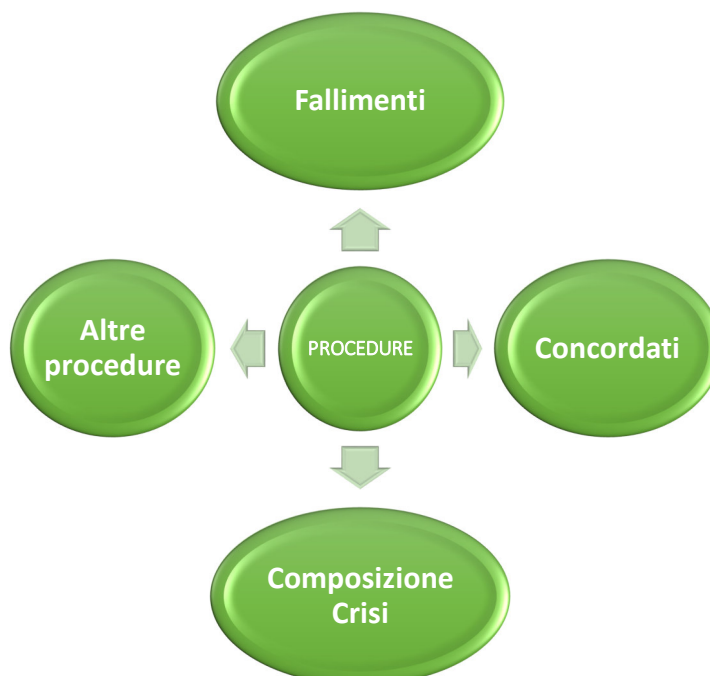 Fallimenti
Altre
procedure
PROCEDURE
Concordati
Composizione
Crisi